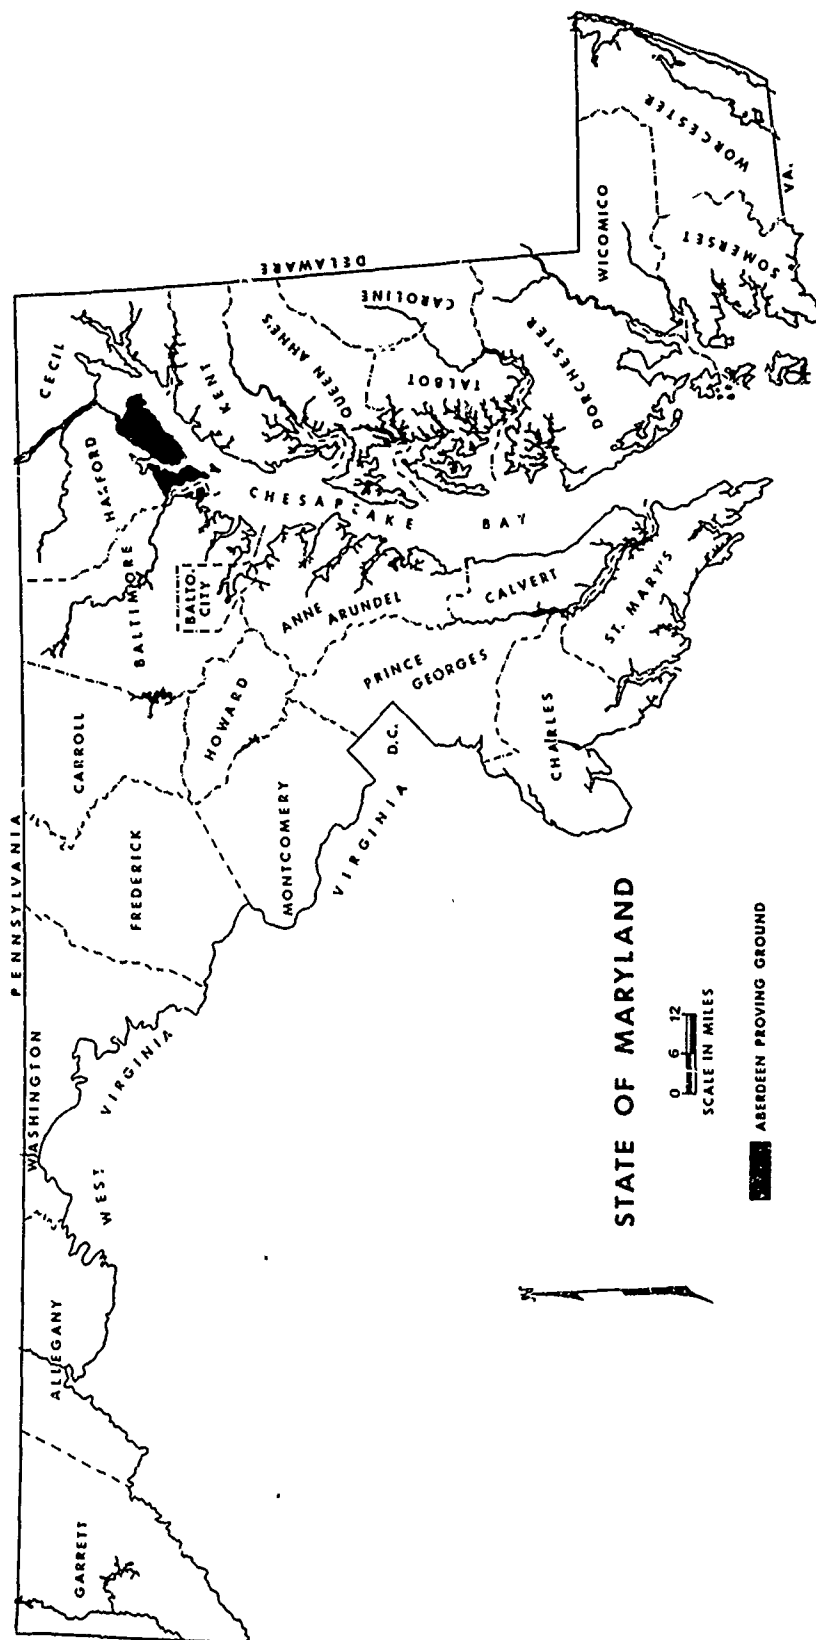 PENNSYLVANIA
GARRETT
ALLEGANY
WASHINGTON
WEST
VIRGINIA
FREDERICK
CARROLL
BALTIMORE
HARFORD
CECIL
BALTO.
CITY
HOWARD
MONTGOMERY
VIRGINIA
D.C.
PRINCE
GEORGES
ANNE
ARUNDEL
CALVERT
CHARLES
ST. MARY'S
CHESAPEAKE
BAY
KENT
QUEEN ANNE'S
TALBOT
CAROLINE
DELAWARE
DORCHESTER
WICOMICO
WORCESTER
SOMERSET
VA.
STATE OF MARYLAND
0 6 12
SCALE IN MILES
ABERDEEN PROVING GROUND